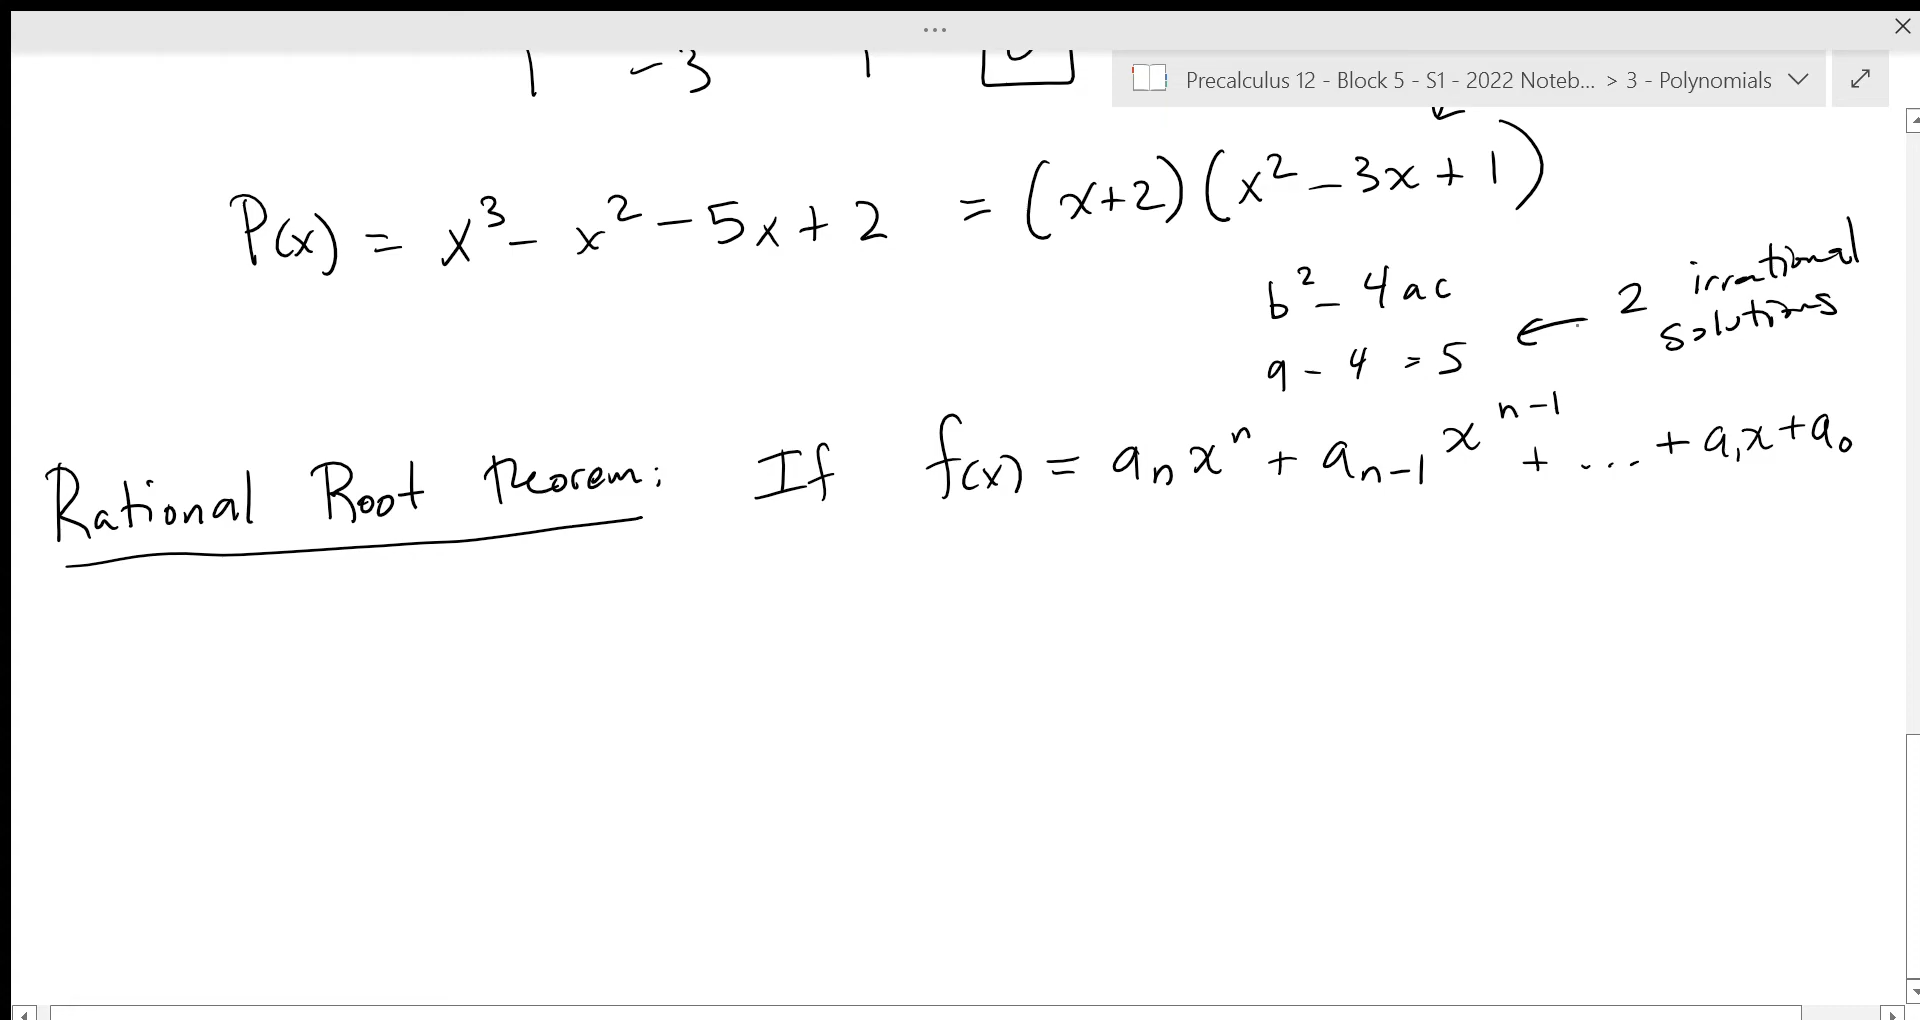 1 -3 1
Precalculus 12 - Block 5 - S1 - 2022 Noteb... > 3 - Polynomials
P(x) = x³ - x² - 5x + 2 = (x+2)(x² - 3x + 1)
b² - 4ac
9 - 4 = 5 ← 2 irrational
solutions
Rational Root Theorem: If f(x) = aₙxⁿ + aₙ₋₁xⁿ⁻¹ + ... + a₁x + a₀